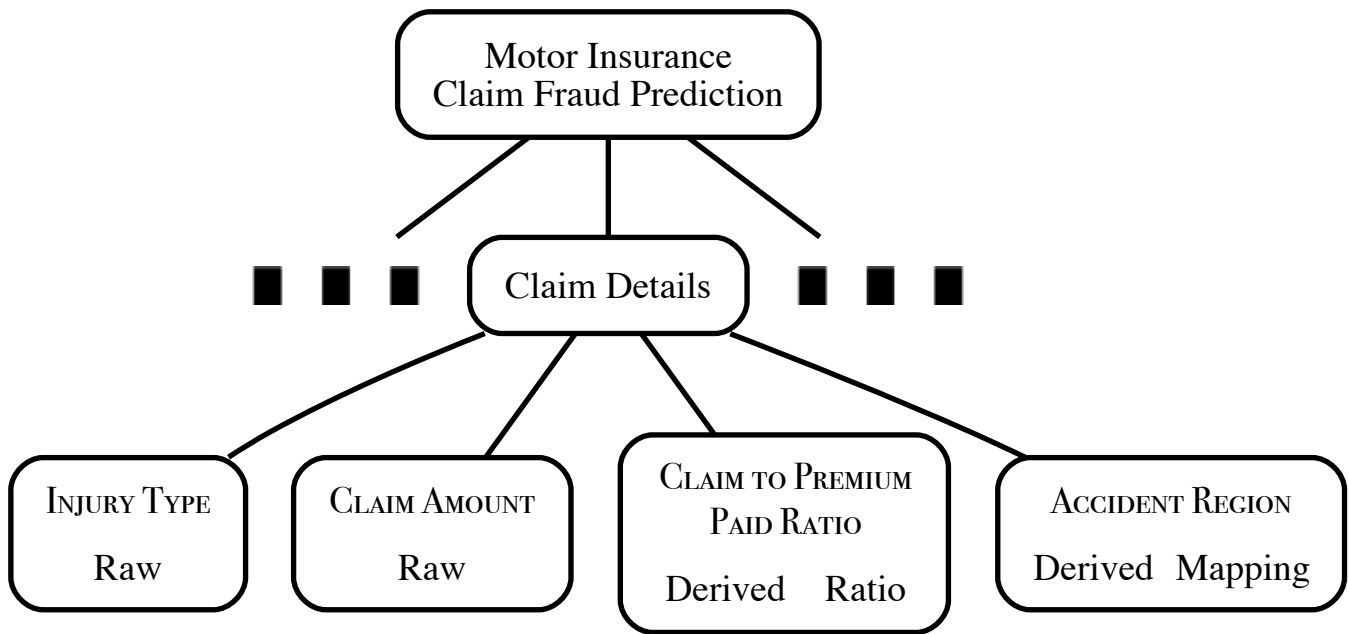 Motor Insurance
Claim Fraud Prediction
Claim Details
INJURY TYPE
Raw
CLAIM AMOUNT
Raw
CLAIM TO PREMIUM
PAID RATIO
Derived Ratio
ACCIDENT REGION
Derived Mapping